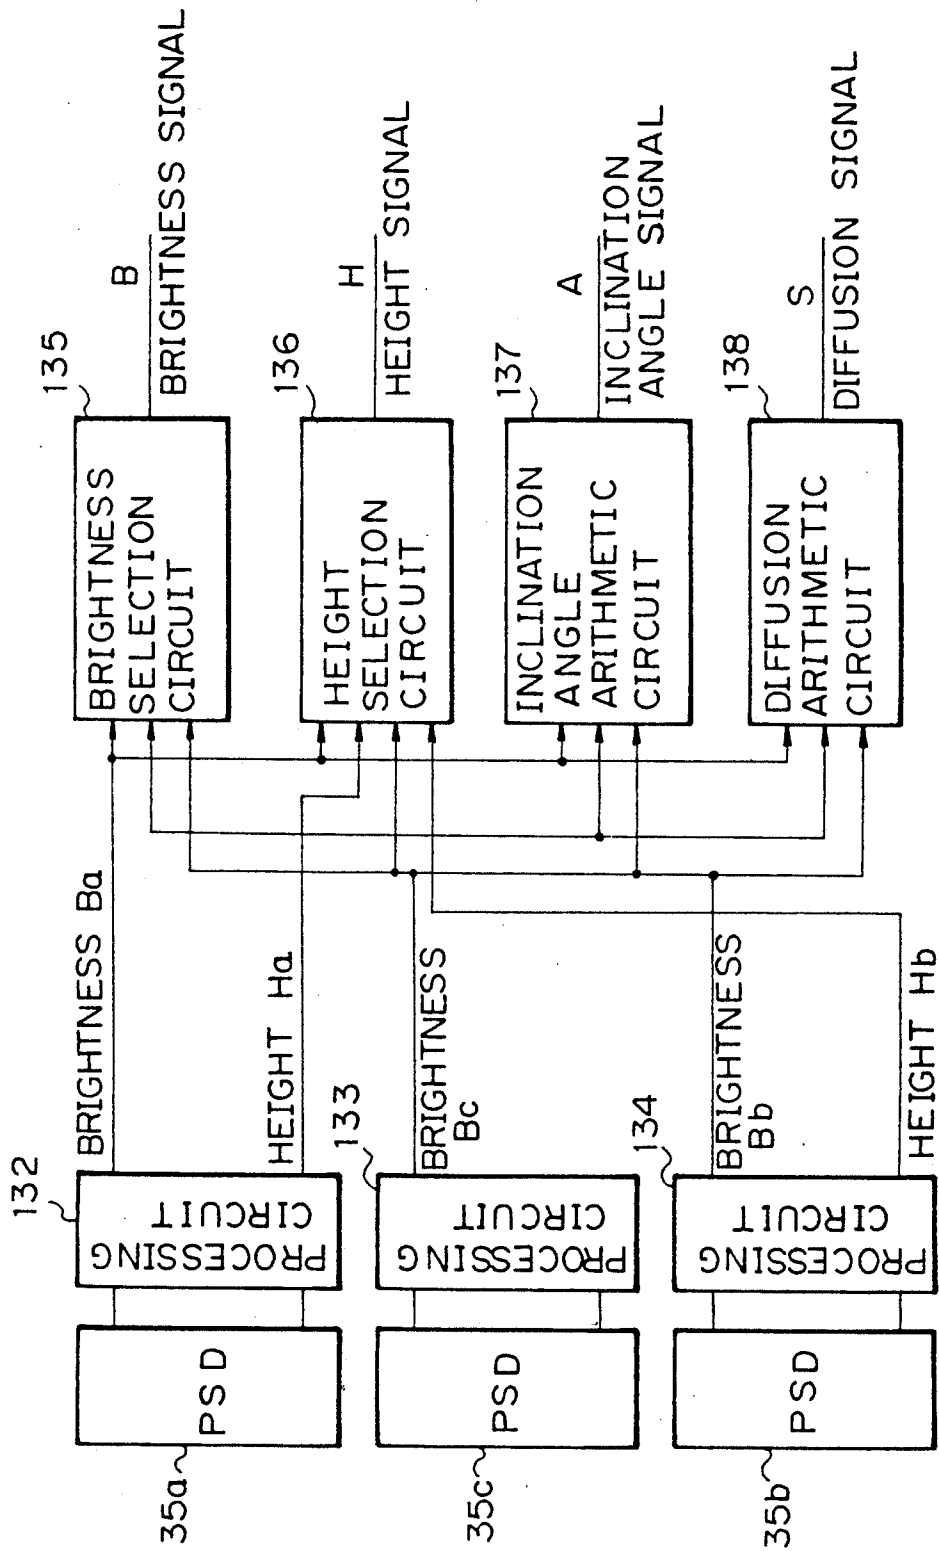 35a
PSD
132
PROCESSING
CIRCUIT
BRIGHTNESS Ba
HEIGHT Ha
35c
PSD
133
PROCESSING
CIRCUIT
BRIGHTNESS
Bc
35b
PSD
134
PROCESSING
CIRCUIT
BRIGHTNESS
Bb
HEIGHT Hb
135
BRIGHTNESS
SELECTION
CIRCUIT
B
BRIGHTNESS SIGNAL
136
HEIGHT
SELECTION
CIRCUIT
H
HEIGHT SIGNAL
137
INCLINATION
ANGLE
ARITHMETIC
CIRCUIT
A
INCLINATION
ANGLE SIGNAL
138
DIFFUSION
ARITHMETIC
CIRCUIT
S
DIFFUSION SIGNAL